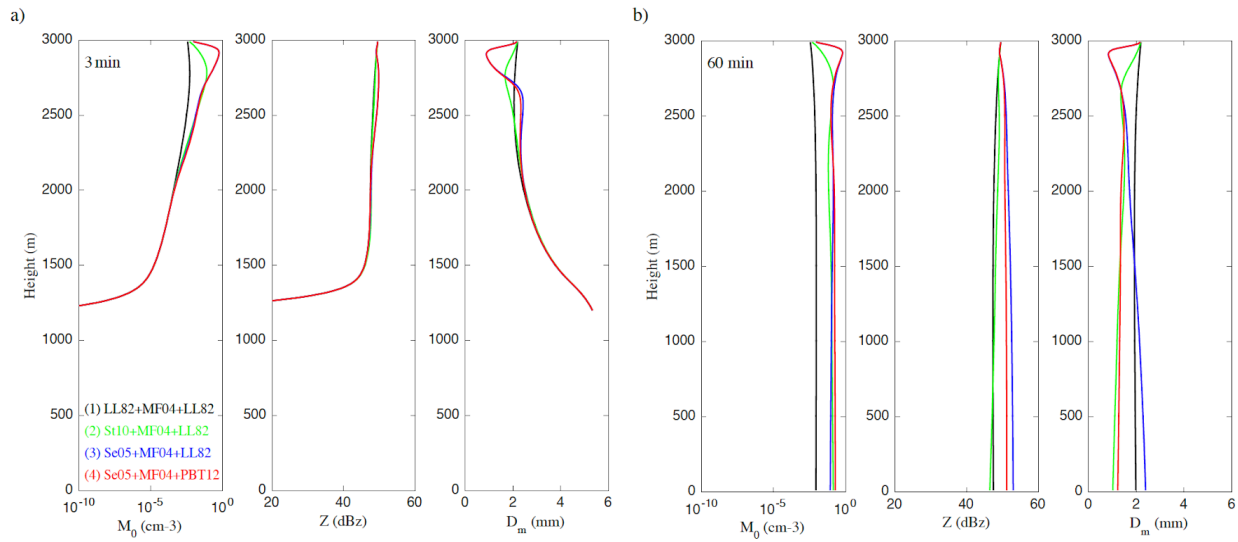 a)
3000
2500
2000
1500
1000
500
0
Height (m)
3 min
(1) LL82+MF04+LL82
(2) St10+MF04+LL82
(3) Se05+MF04+LL82
(4) Se05+MF04+PBT12
10^-10 10^-5 10^0
M_0 (cm-3)
3000
2500
2000
1500
1000
500
0
20 40 60
Z (dBz)
3000
2500
2000
1500
1000
500
0
0 2 4 6
D_m (mm)
b)
3000
2500
2000
1500
1000
500
0
Height (m)
60 min
10^-10 10^-5 10^0
M_0 (cm-3)
3000
2500
2000
1500
1000
500
0
20 40 60
Z (dBz)
3000
2500
2000
1500
1000
500
0
0 2 4 6
D_m (mm)